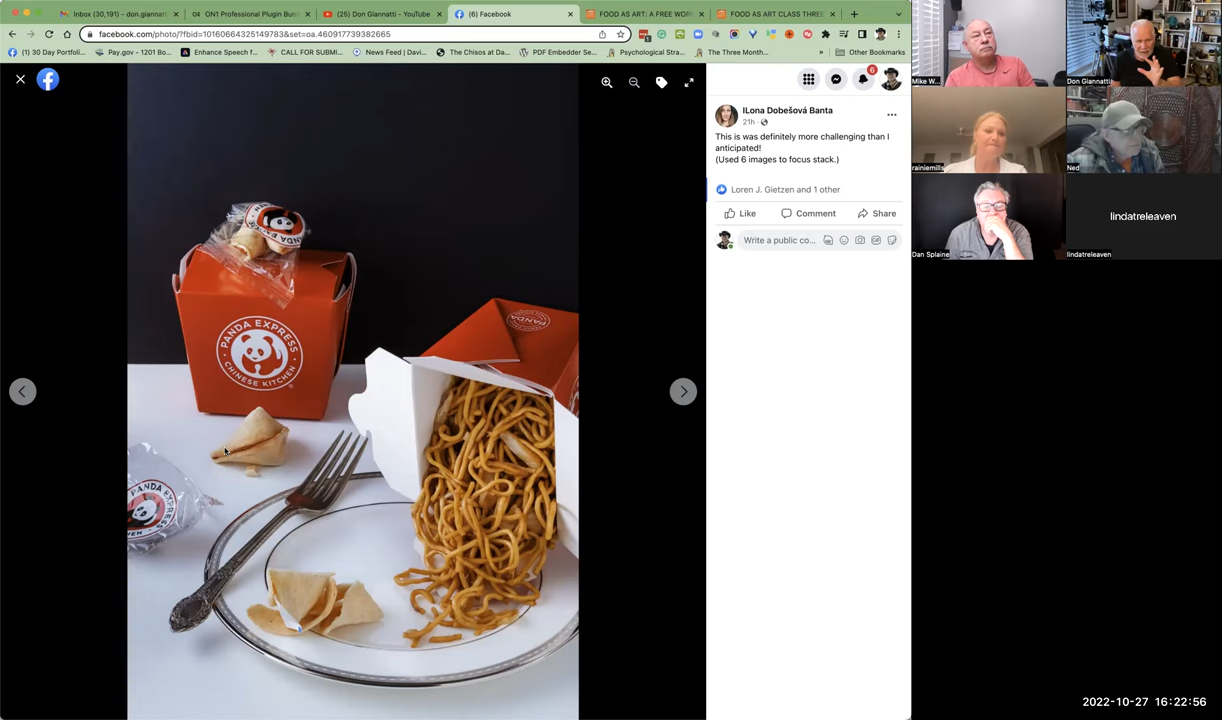 Inbox (30,191) - don.giannatt
ON1 Professional Plugin Bun
(25) Don Giannatti - YouTube
(6) Facebook
FOOD AS ART: A FREE WOR
FOOD AS ART CLASS THREE
facebook.com/photo/?fbid=10160664325149783&set=oa.460917739382665
(1) 30 Day Portfoli...
Pay.gov - 1201 Bo...
Enhance Speech f...
CALL FOR SUBMI...
News Feed | Davi...
The Chisos at Da...
PDF Embedder Se...
Psychological Stra...
The Three Month...
»
Other Bookmarks
6
ILona Dobešová Banta
21h ·
This is was definitely more challenging than I
anticipated!
(Used 6 images to focus stack.)
Loren J. Gietzen and 1 other
Like
Comment
Share
Write a public co...
PANDA EXPRESS
CHINESE KITCHEN
PANDA EXPRESS
PANDA EXPRESS
Mike W...
Don Giannatti
rainiemills
Ned
Dan Splaine
lindatreleaven
lindatreleaven
2022-10-27 16:22:56